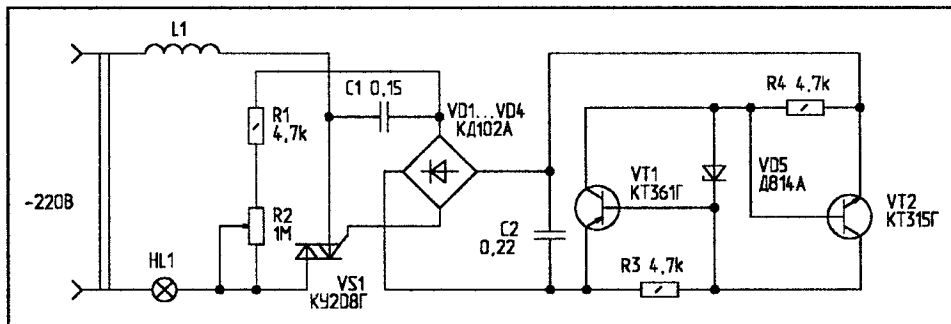 L1
C1 0,15
R1
4,7k
VD1...VD4
КД102А
R4 4,7k
VT1
КТ361Г
VD5
Д814А
VT2
КТ315Г
~220В
R2
1М
C2
0,22
HL1
VS1
КУ208Г
R3 4,7k